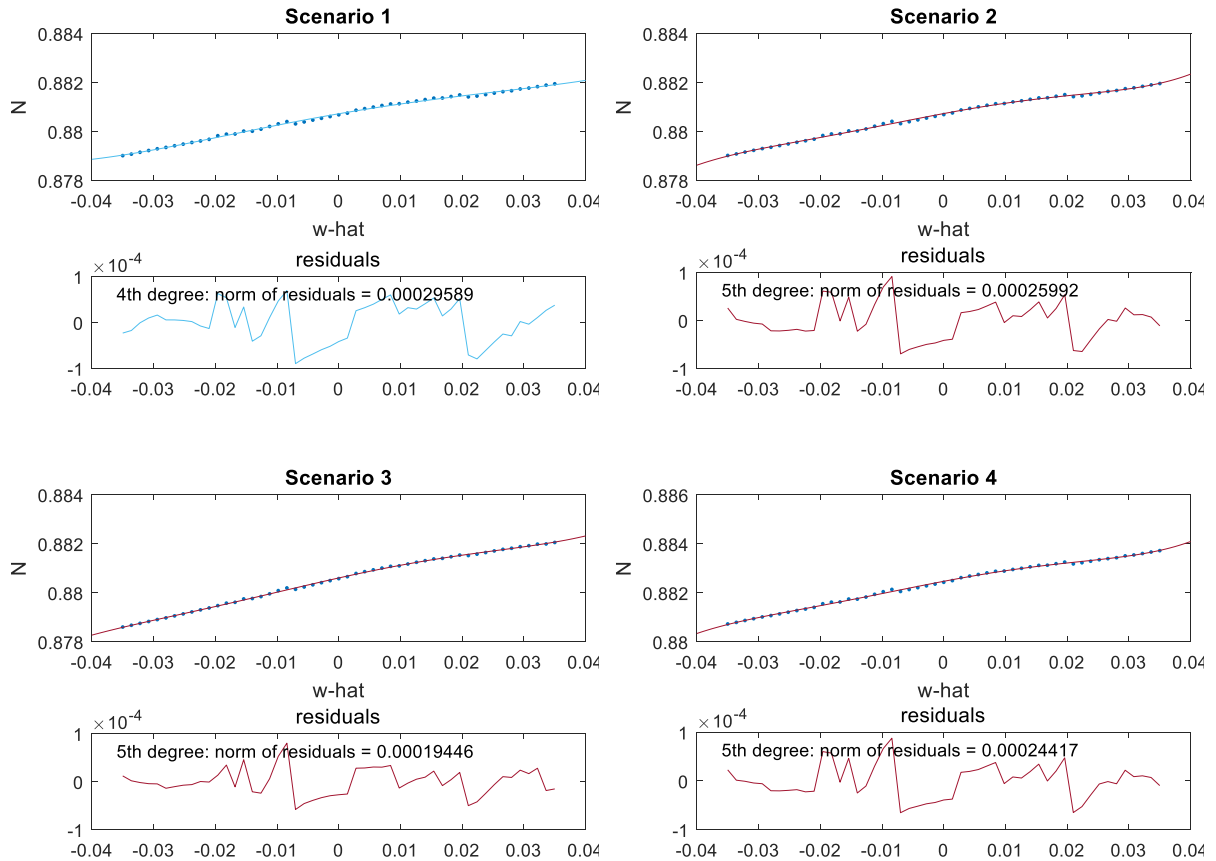 Scenario 1
0.884
0.882
0.88
0.878
N
-0.04 -0.03 -0.02 -0.01 0 0.01 0.02 0.03 0.04
w-hat
residuals
×10-4
1
0
-1
4th degree: norm of residuals = 0.00029589
-0.04 -0.03 -0.02 -0.01 0 0.01 0.02 0.03 0.04
Scenario 2
0.884
0.882
0.88
0.878
N
-0.04 -0.03 -0.02 -0.01 0 0.01 0.02 0.03 0.04
w-hat
residuals
×10-4
1
0
-1
5th degree: norm of residuals = 0.00025992
-0.04 -0.03 -0.02 -0.01 0 0.01 0.02 0.03 0.04
Scenario 3
0.884
0.882
0.88
0.878
N
-0.04 -0.03 -0.02 -0.01 0 0.01 0.02 0.03 0.04
w-hat
residuals
×10-4
1
0
-1
5th degree: norm of residuals = 0.00019446
-0.04 -0.03 -0.02 -0.01 0 0.01 0.02 0.03 0.04
Scenario 4
0.886
0.884
0.882
0.88
N
-0.04 -0.03 -0.02 -0.01 0 0.01 0.02 0.03 0.04
w-hat
residuals
×10-4
1
0
-1
5th degree: norm of residuals = 0.00024417
-0.04 -0.03 -0.02 -0.01 0 0.01 0.02 0.03 0.04